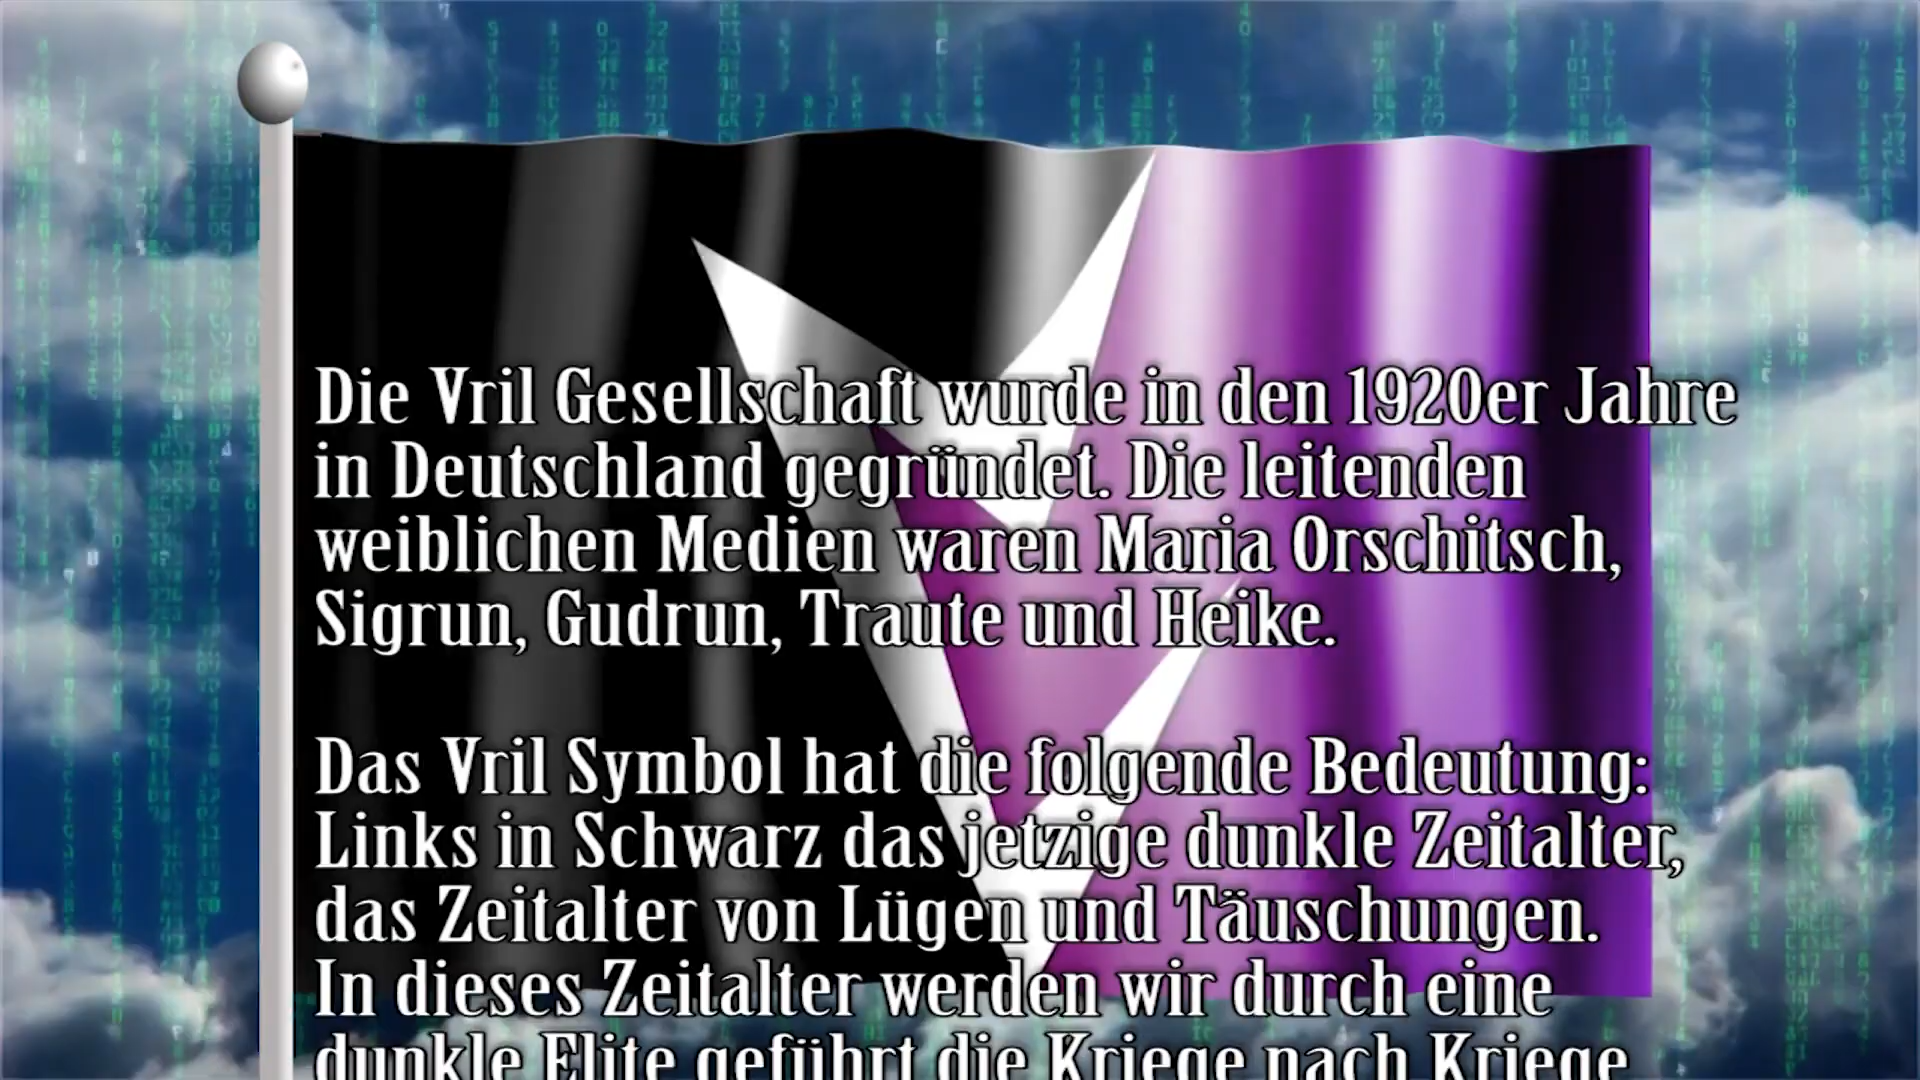 Die Vril Gesellschaft wurde in den 1920er Jahre
in Deutschland gegründet. Die leitenden
weiblichen Medien waren Maria Orschitsch,
Sigrun, Gudrun, Traute und Heike.
Das Vril Symbol hat die folgende Bedeutung:
Links in Schwarz das jetzige dunkle Zeitalter,
das Zeitalter von Lügen und Täuschungen.
In dieses Zeitalter werden wir durch eine
dunkle Elite geführt die Kriege nach Kriege